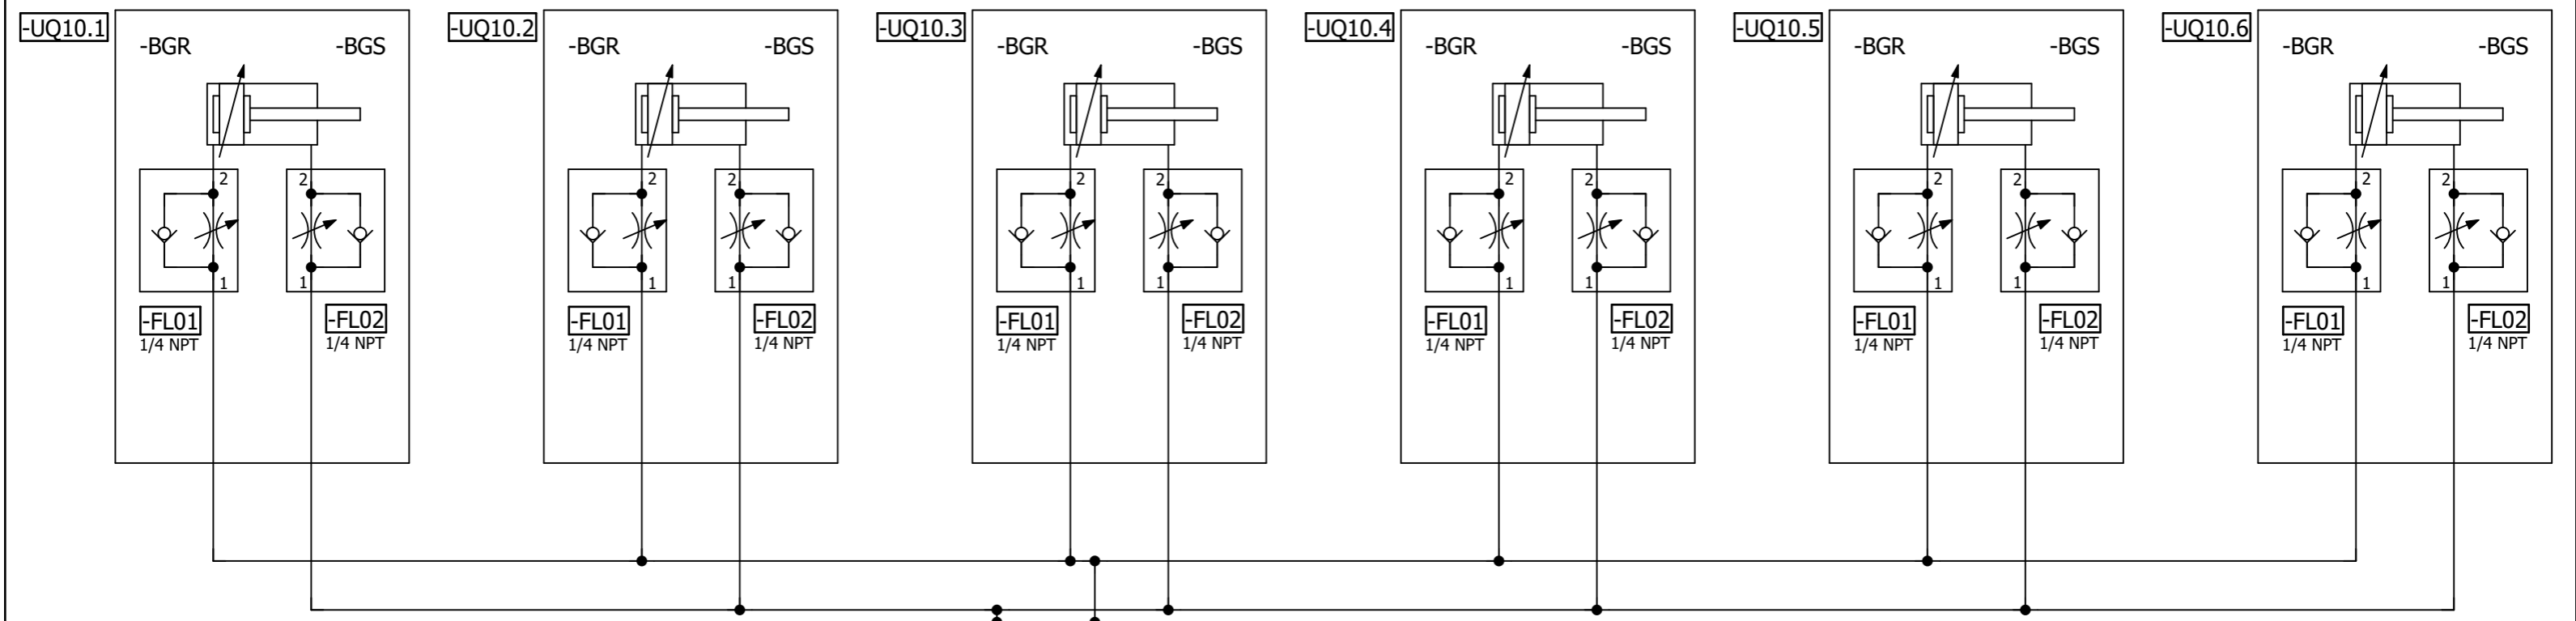 -UQ10.1
-BGR -BGS
2 2
1 1
-FL01 -FL02
1/4 NPT 1/4 NPT
-UQ10.2
-BGR -BGS
2 2
1 1
-FL01 -FL02
1/4 NPT 1/4 NPT
-UQ10.3
-BGR -BGS
2 2
1 1
-FL01 -FL02
1/4 NPT 1/4 NPT
-UQ10.4
-BGR -BGS
2 2
1 1
-FL01 -FL02
1/4 NPT 1/4 NPT
-UQ10.5
-BGR -BGS
2 2
1 1
-FL01 -FL02
1/4 NPT 1/4 NPT
-UQ10.6
-BGR -BGS
2 2
1 1
-FL01 -FL02
1/4 NPT 1/4 NPT